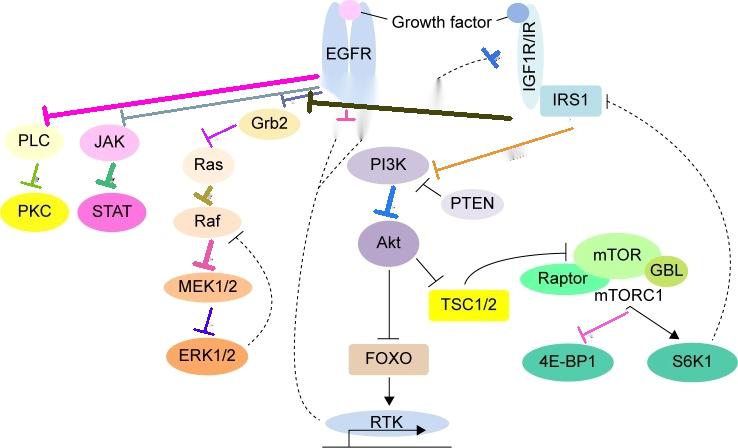 Growth factor
EGFR
IGF1R/IR
IRS1
Grb2
PLC
JAK
Ras
PI3K
PTEN
PKC
STAT
Raf
Akt
mTOR
GBL
Raptor
mTORC1
MEK1/2
TSC1/2
ERK1/2
FOXO
4E-BP1
S6K1
RTK